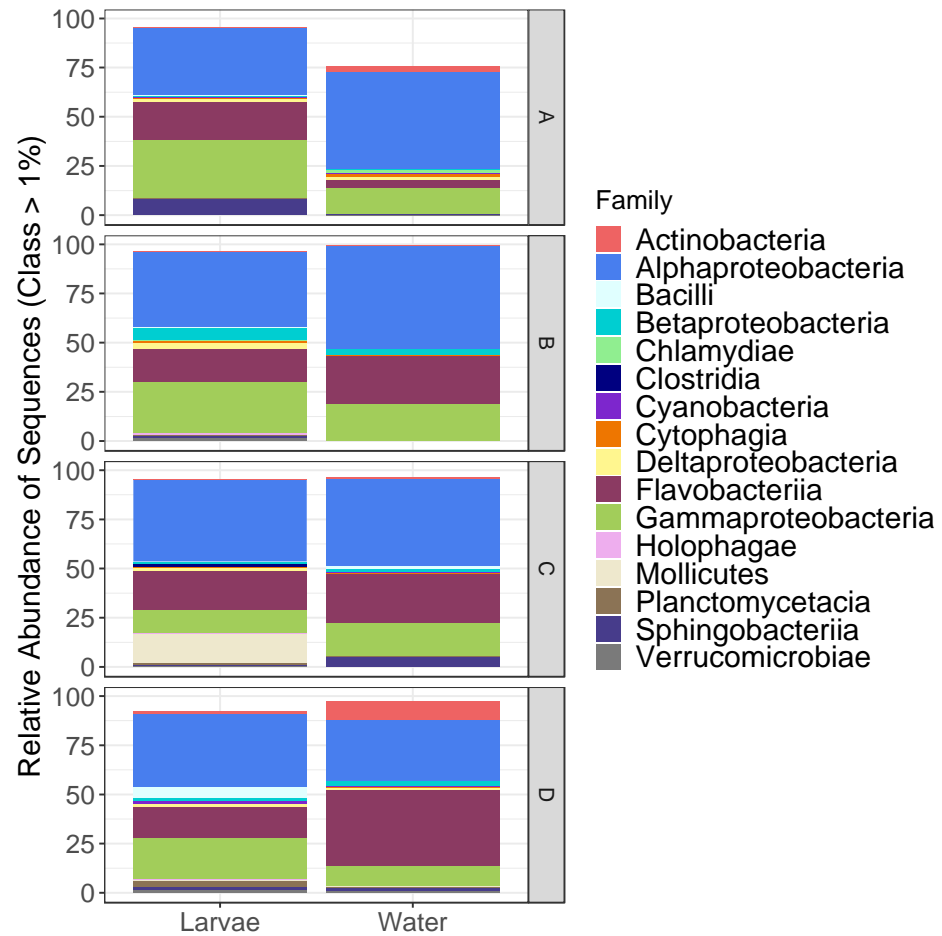 Relative Abundance of Sequences (Class > 1%)
100
75
50
25
0
A
100
75
50
25
0
B
100
75
50
25
0
C
100
75
50
25
0
D
Larvae
Water
Family
Actinobacteria
Alphaproteobacteria
Bacilli
Betaproteobacteria
Chlamydiae
Clostridia
Cyanobacteria
Cytophagia
Deltaproteobacteria
Flavobacteriia
Gammaproteobacteria
Holophagae
Mollicutes
Planctomycetacia
Sphingobacteriia
Verrucomicrobiae